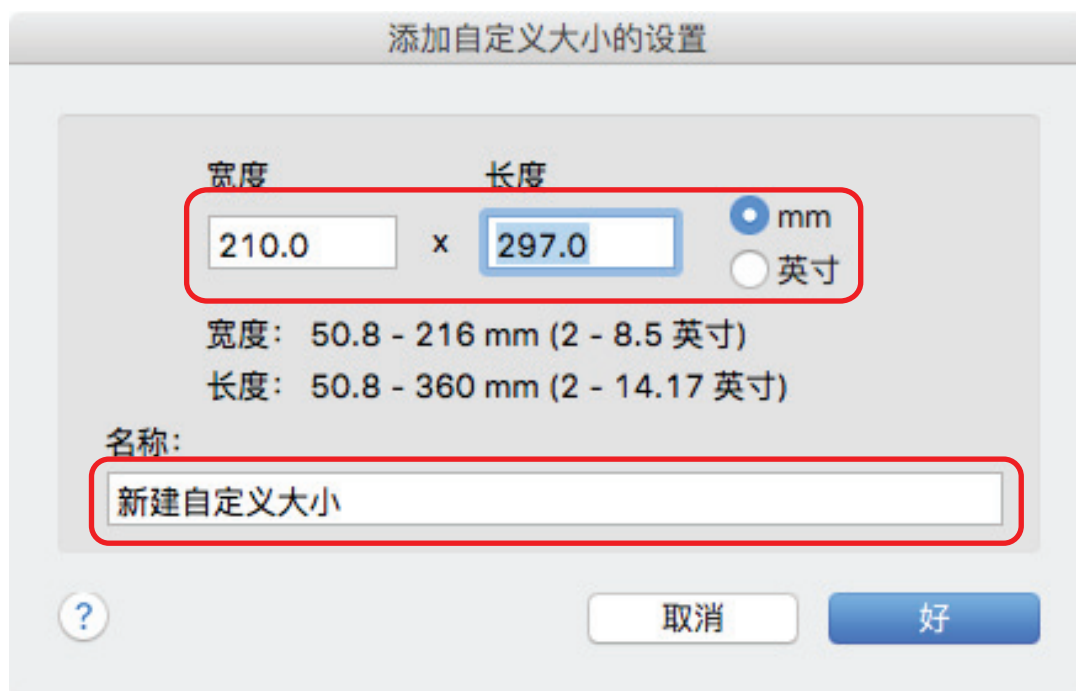 添加自定义大小的设置
宽度 长度
210.0 x 297.0 mm
英寸
宽度： 50.8 - 216 mm (2 - 8.5 英寸)
长度： 50.8 - 360 mm (2 - 14.17 英寸)
名称：
新建自定义大小
? 取消 好